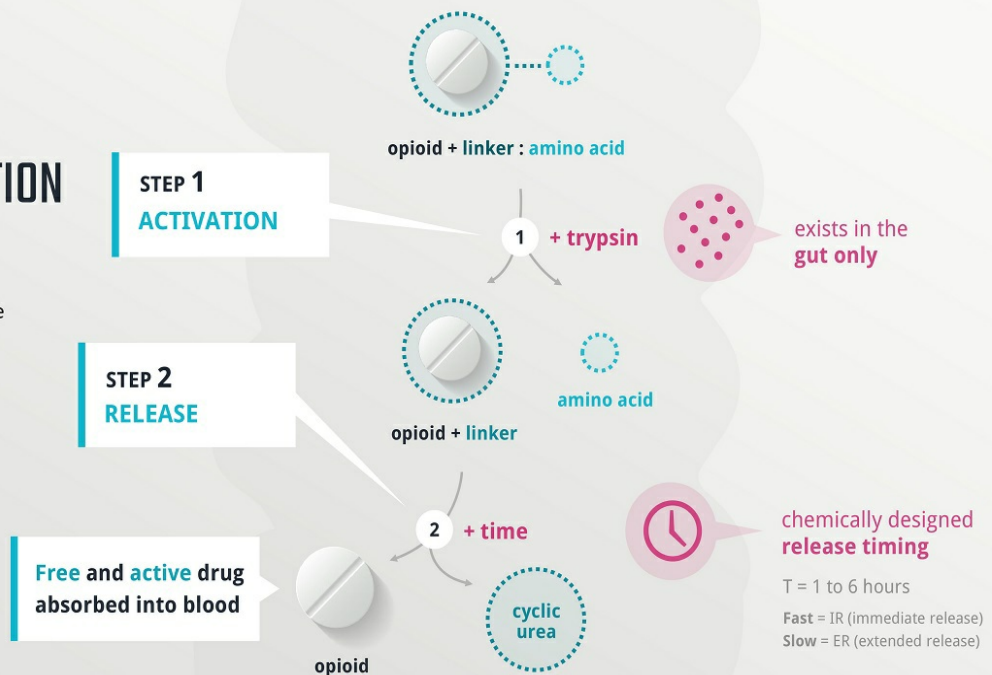 opioid + linker : amino acid
TION
STEP 1
ACTIVATION
1
+ trypsin
exists in the
gut only
e
STEP 2
RELEASE
amino acid
opioid + linker
2
+ time
chemically designed
release timing
T = 1 to 6 hours
Fast = IR (immediate release)
Slow = ER (extended release)
Free and active drug
absorbed into blood
cyclic
urea
opioid